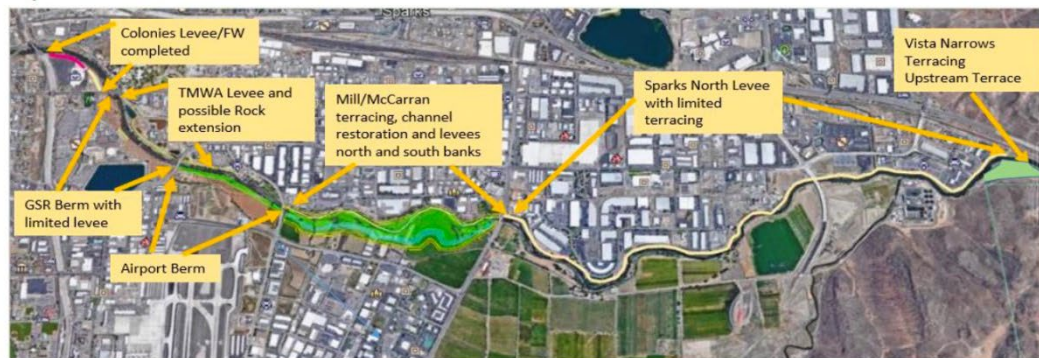 Sparks
Colonies Levee/FW
completed
TMWA Levee and
possible Rock
extension
Mill/McCarran
terracing, channel
restoration and levees
north and south banks
Sparks North Levee
with limited
terracing
Vista Narrows
Terracing
Upstream Terrace
GSR Berm with
limited levee
Airport Berm